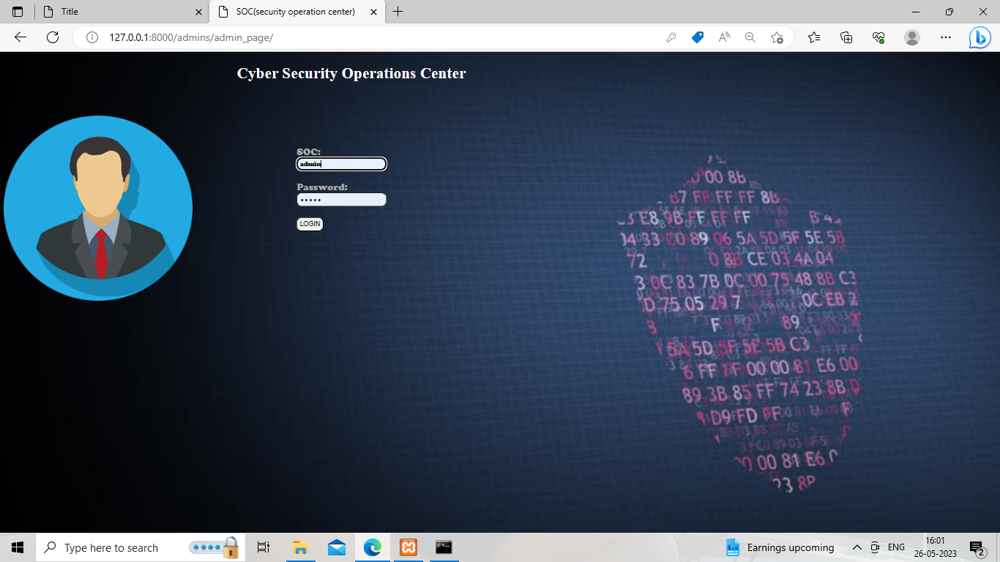 Title
SOC(security operation center)
127.0.0.1:8000/admins/admin_page/
Cyber Security Operations Center
SOC:
admin
Password:
•••••
LOGIN
00 8B
B7 FF FF FF 8B
E8 9B FF FF FF
04 33 C0 89 06 5A 5D 5F 5E 5B
72 0 8B CE 03 4A 04
3 0C 83 7B 0C 00 75 48 8B C3
D 75 05 29 7 0C EB 2
F 89
5A 5D 5F 5E 5B C3
6 FF FF 00 00 81 E6 00
89 3B 85 FF 74 23 8B D
D9 FD FF
00 81 E6
23 8B
Type here to search
Earnings upcoming
ENG
16:01
26-05-2023
2